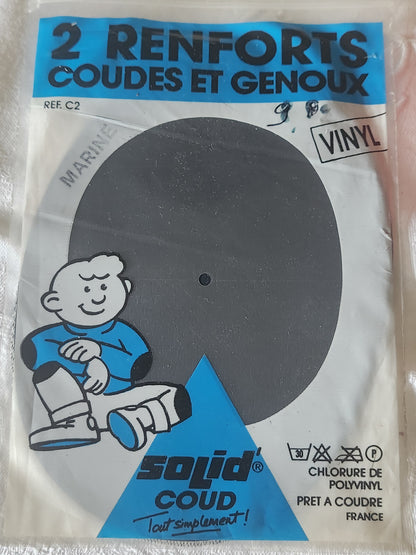 2 RENFORTS
COUDES ET GENOUX
REF. C2
VINYL
MARINE
SOLID'®
COUD
Tout simplement!
30 P
CHLORURE DE
POLYVINYL
PRET A COUDRE
FRANCE